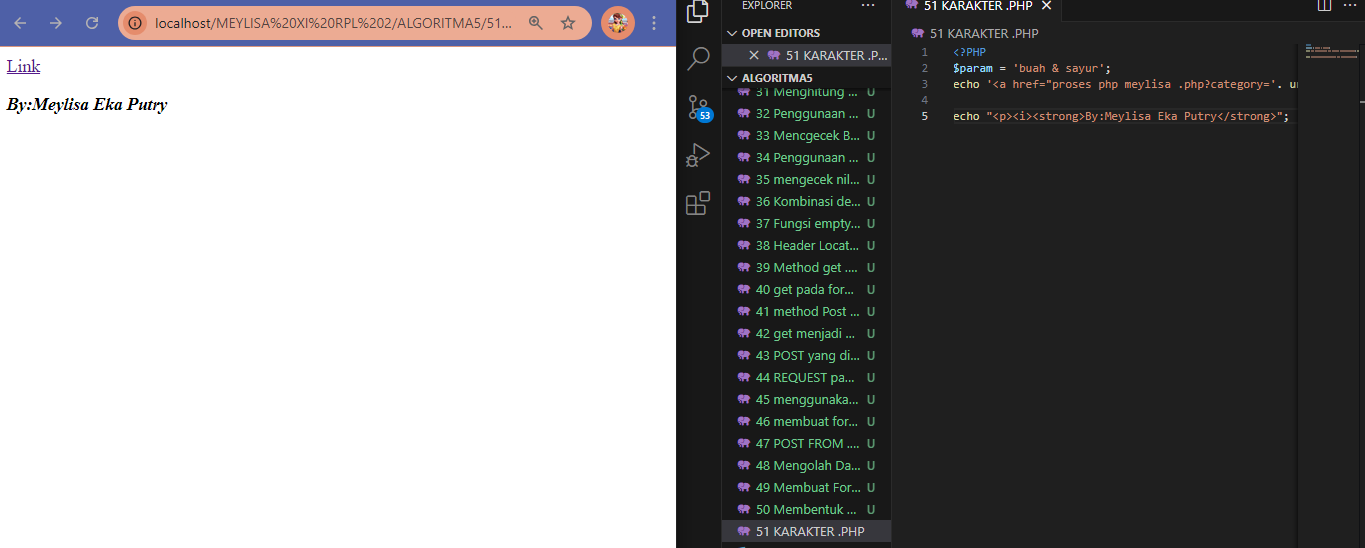 localhost/MEYLISA%20XI%20RPL%202/ALGORITMA5/51...
Link
By:Meylisa Eka Putry
EXPLORER
OPEN EDITORS
51 KARAKTER .P...
ALGORITMA5
31 Menghitung ... U
32 Penggunaan ... U
33 Mencgecek B... U
34 Penggunaan ... U
35 mengecek nil... U
36 Kombinasi de... U
37 Fungsi empty... U
38 Header Locat... U
39 Method get .... U
40 get pada for... U
41 method Post ... U
42 get menjadi ... U
43 POST yang di... U
44 REQUEST pa... U
45 menggunaka... U
46 membuat for... U
47 POST FROM .... U
48 Mengolah Da... U
49 Membuat For... U
50 Membentuk ... U
51 KARAKTER .PHP
53
51 KARAKTER .PHP
51 KARAKTER .PHP
1 <?PHP
2 $param = 'buah & sayur';
3 echo '<a href="proses php meylisa .php?category='. u
4
5 echo "<p><i><strong>By:Meylisa Eka Putry</strong>";